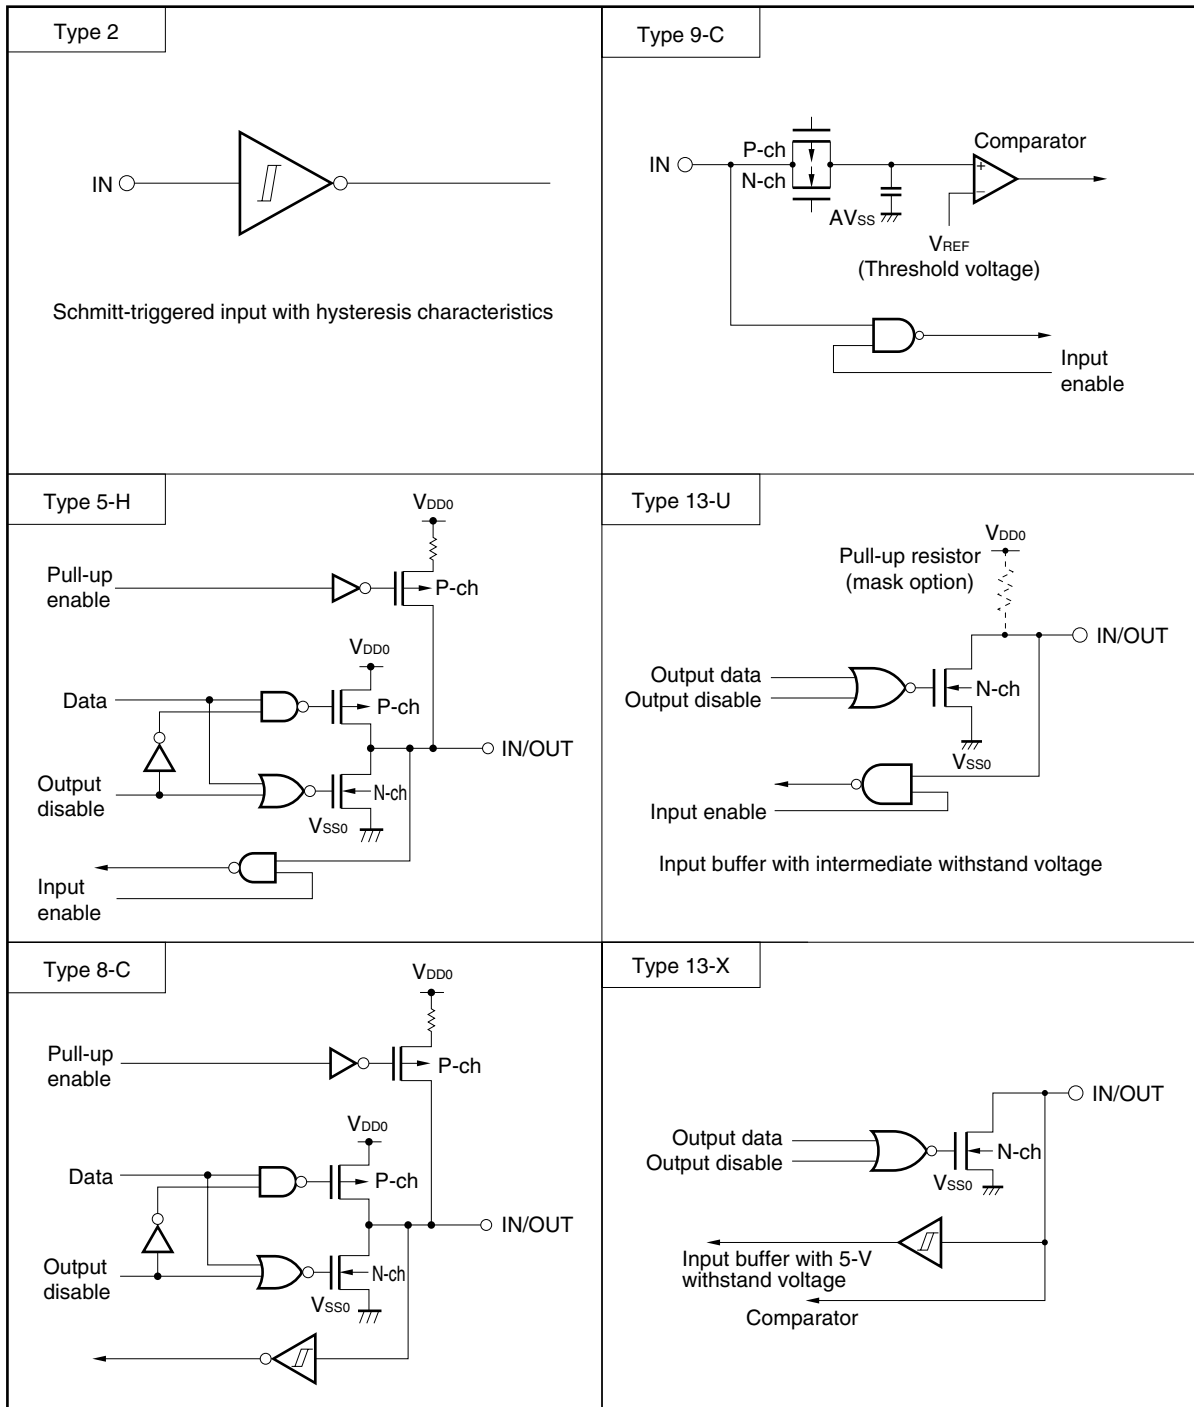 Type 2
IN
Schmitt-triggered input with hysteresis characteristics
Type 9-C
IN
P-ch
N-ch
Comparator
+
−
AVSS
VREF
(Threshold voltage)
Input
enable
Type 5-H
VDD0
Pull-up
enable
P-ch
VDD0
Data
P-ch
IN/OUT
Output
disable
N-ch
VSS0
Input
enable
Type 13-U
VDD0
Pull-up resistor
(mask option)
IN/OUT
Output data
Output disable
N-ch
VSS0
Input enable
Input buffer with intermediate withstand voltage
Type 8-C
VDD0
Pull-up
enable
P-ch
VDD0
Data
P-ch
IN/OUT
Output
disable
N-ch
VSS0
Type 13-X
IN/OUT
Output data
Output disable
N-ch
VSS0
Input buffer with 5-V
withstand voltage
Comparator